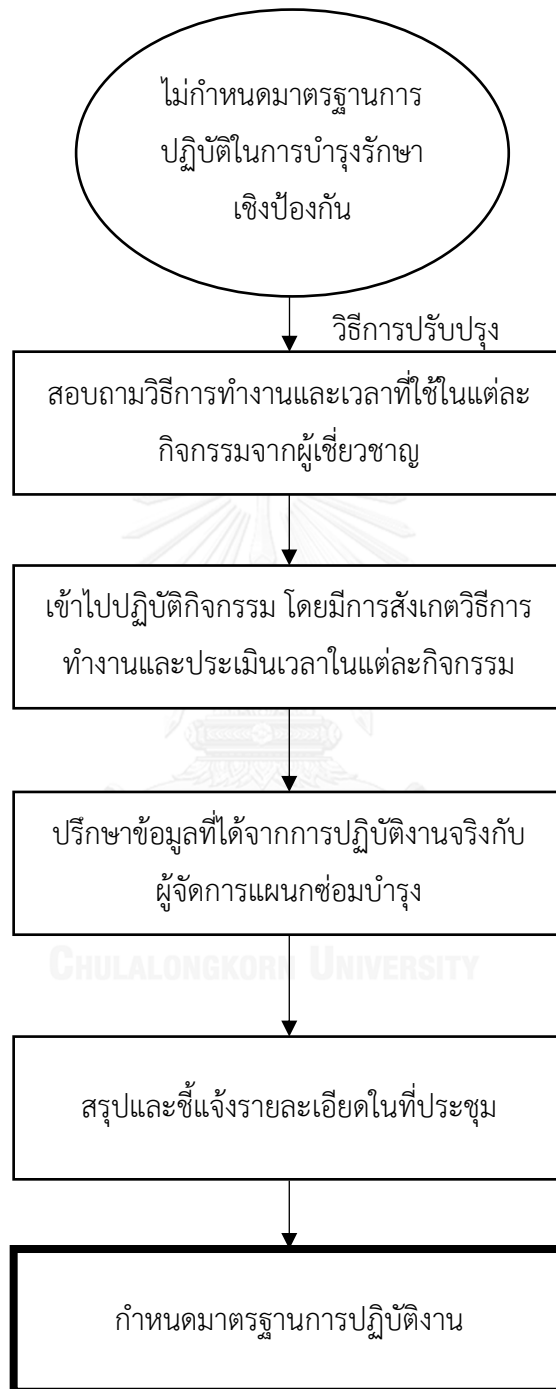 ไม่กำหนดมาตรฐานการ
ปฏิบัติในการบำรุงรักษา
เชิงป้องกัน
วิธีการปรับปรุง
สอบถามวิธีการทำงานและเวลาที่ใช้ในแต่ละ
กิจกรรมจากผู้เชี่ยวชาญ
เข้าไปปฏิบัติกิจกรรม โดยมีการสังเกตวิธีการ
ทำงานและประเมินเวลาในแต่ละกิจกรรม
ปรึกษาข้อมูลที่ได้จากการปฏิบัติงานจริงกับ
ผู้จัดการแผนกซ่อมบำรุง
CHULALONGKORN UNIVERSITY
สรุปและชี้แจ้งรายละเอียดในที่ประชุม
กำหนดมาตรฐานการปฏิบัติงาน